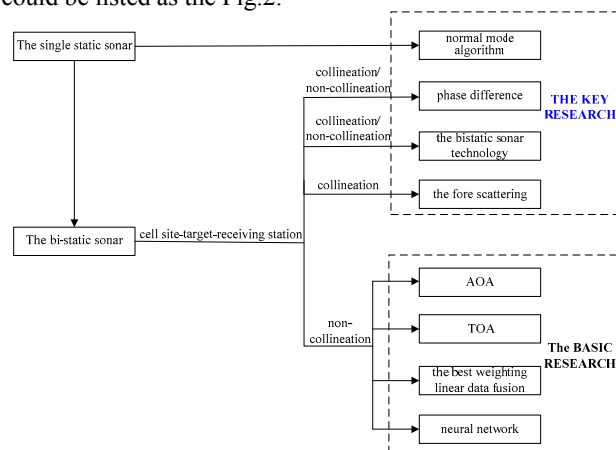 could be listed as the Fig.2.
The single static sonar
normal mode
algorithm
collineation/
non-collineation
phase difference
THE KEY
RESEARCH
collineation/
non-collineation
the bistatic sonar
technology
collineation
the fore scattering
The bi-static sonar
cell site-target-receiving station
AOA
non-
collineation
TOA
The BASIC
RESEARCH
the best weighting
linear data fusion
neural network